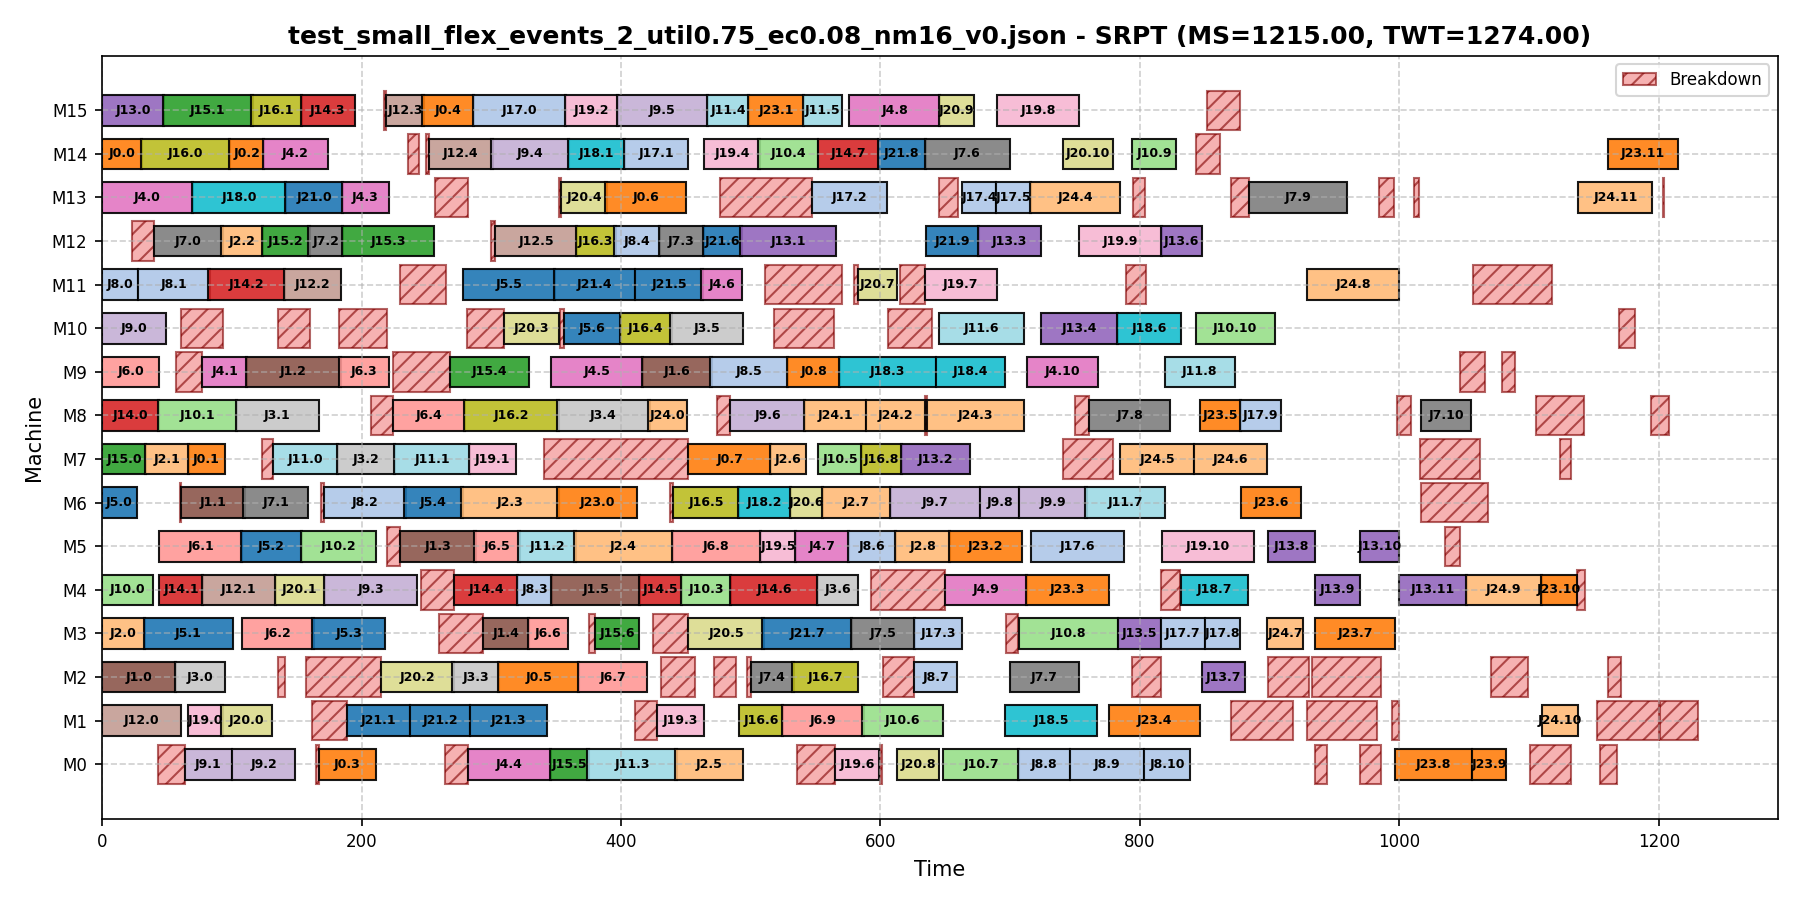 test_small_flex_events_2_util0.75_ec0.08_nm16_v0.json - SRPT (MS=1215.00, TWT=1274.00)
Breakdown
M15 J13.0 J15.1 J16.1 J14.3 J12.3 J0.4 J17.0 J19.2 J9.5 J11.4 J23.1 J11.5 J4.8 J20.9 J19.8
M14 J0.0 J16.0 J0.2 J4.2 J12.4 J9.4 J18.1 J17.1 J19.4 J10.4 J14.7 J21.8 J7.6 J20.10 J10.9 J23.11
M13 J4.0 J18.0 J21.0 J4.3 J20.4 J0.6 J17.2 J17.4 J17.5 J24.4 J7.9 J24.11
M12 J7.0 J2.2 J15.2 J7.2 J15.3 J12.5 J16.3 J8.4 J7.3 J21.6 J13.1 J21.9 J13.3 J19.9 J13.6
M11 J8.0 J8.1 J14.2 J12.2 J5.5 J21.4 J21.5 J4.6 J20.7 J19.7 J24.8
M10 J9.0 J20.3 J5.6 J16.4 J3.5 J11.6 J13.4 J18.6 J10.10
M9 J6.0 J4.1 J1.2 J6.3 J15.4 J4.5 J1.6 J8.5 J0.8 J18.3 J18.4 J4.10 J11.8
M8 J14.0 J10.1 J3.1 J6.4 J16.2 J3.4 J24.0 J9.6 J24.1 J24.2 J24.3 J7.8 J23.5 J17.9 J7.10
M7 J15.0 J2.1 J0.1 J11.0 J3.2 J11.1 J19.1 J0.7 J2.6 J10.5 J16.8 J13.2 J24.5 J24.6
M6 J5.0 J1.1 J7.1 J8.2 J5.4 J2.3 J23.0 J16.5 J18.2 J20.6 J2.7 J9.7 J9.8 J9.9 J11.7 J23.6
M5 J6.1 J5.2 J10.2 J1.3 J6.5 J11.2 J2.4 J6.8 J19.5 J4.7 J8.6 J2.8 J23.2 J17.6 J19.10 J13.8 J13.10
M4 J10.0 J14.1 J12.1 J20.1 J9.3 J14.4 J8.3 J1.5 J14.5 J10.3 J14.6 J3.6 J4.9 J23.3 J18.7 J13.9 J13.11 J24.9 J23.10
M3 J2.0 J5.1 J6.2 J5.3 J1.4 J6.6 J15.6 J20.5 J21.7 J7.5 J17.3 J10.8 J13.5 J17.7 J17.8 J24.7 J23.7
M2 J1.0 J3.0 J20.2 J3.3 J0.5 J6.7 J7.4 J16.7 J8.7 J7.7 J13.7
M1 J12.0 J19.0 J20.0 J21.1 J21.2 J21.3 J19.3 J16.6 J6.9 J10.6 J18.5 J23.4 J24.10
M0 J9.1 J9.2 J0.3 J4.4 J15.5 J11.3 J2.5 J19.6 J20.8 J10.7 J8.8 J8.9 J8.10 J23.8 J23.9
0 200 400 600 800 1000 1200
Time
Machine